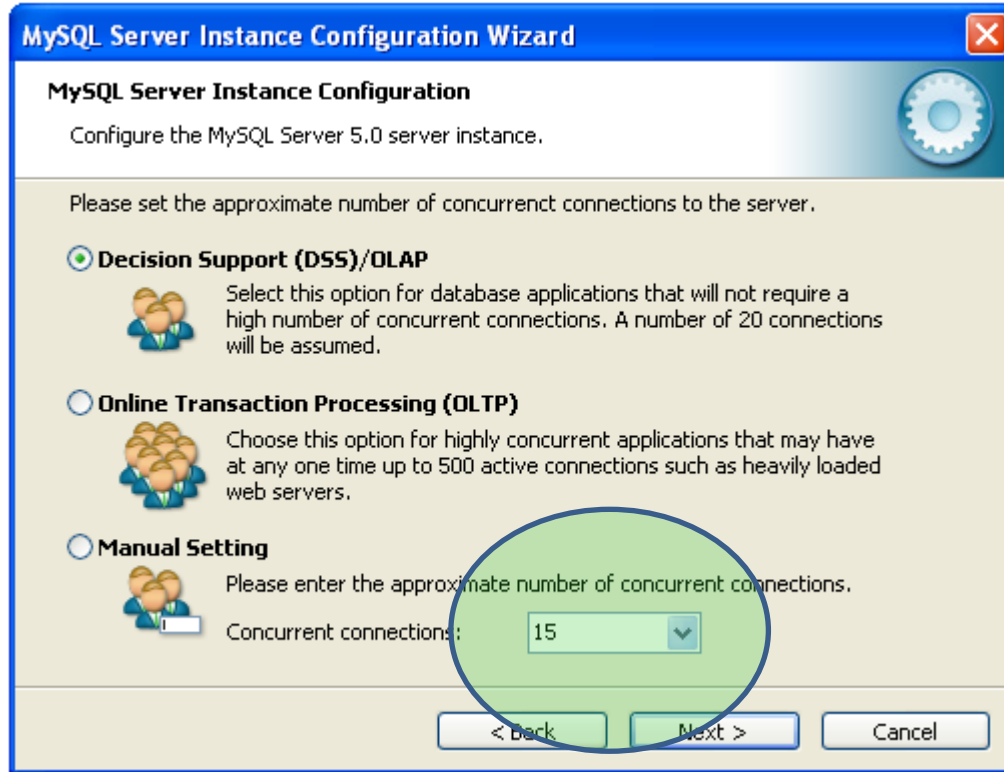 MySQL Server Instance Configuration Wizard
MySQL Server Instance Configuration
Configure the MySQL Server 5.0 server instance.
Please set the approximate number of concurrenct connections to the server.
Decision Support (DSS)/OLAP
Select this option for database applications that will not require a
high number of concurrent connections. A number of 20 connections
will be assumed.
Online Transaction Processing (OLTP)
Choose this option for highly concurrent applications that may have
at any one time up to 500 active connections such as heavily loaded
web servers.
Manual Setting
Please enter the approximate number of concurrent connections.
Concurrent connections: 15
< Back Next > Cancel